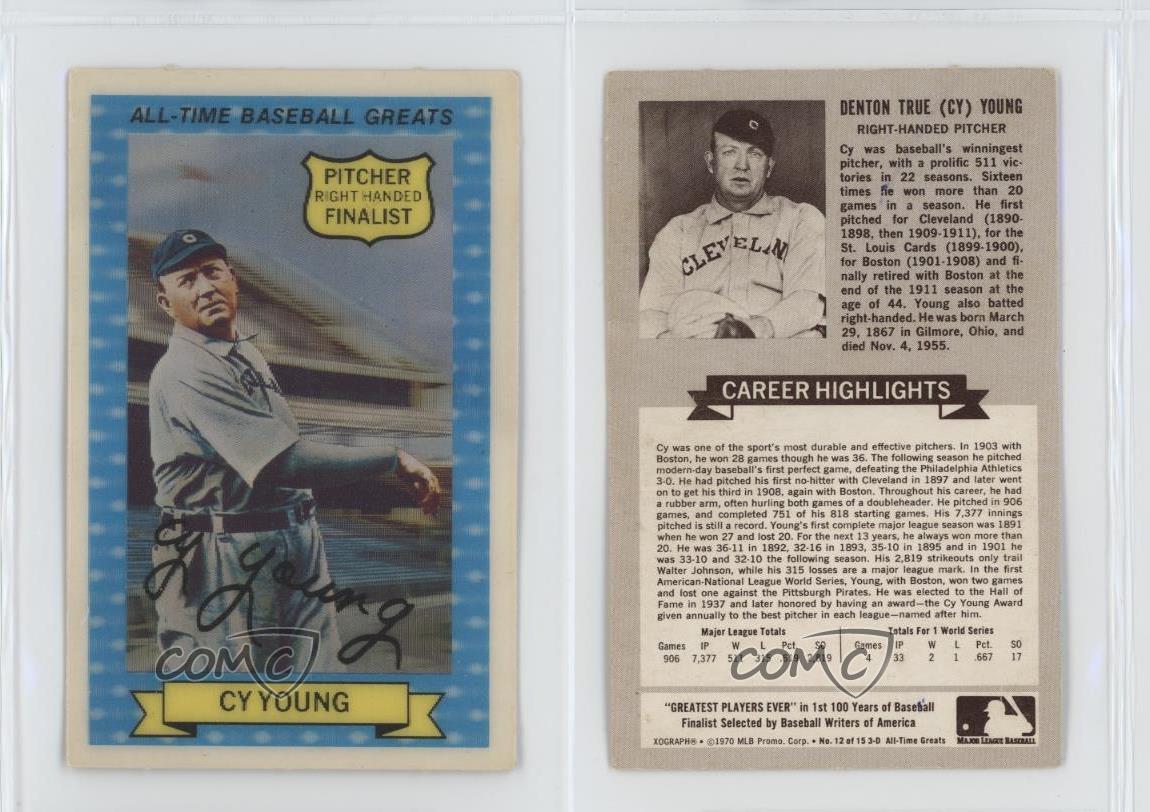 ALL-TIME BASEBALL GREATS
PITCHER
RIGHT HANDED
FINALIST
C
Cy Young
COMC
CY YOUNG
C
CLEVELAN
DENTON TRUE (CY) YOUNG
RIGHT-HANDED PITCHER
Cy was baseball's winningest
pitcher, with a prolific 511 vic-
tories in 22 seasons. Sixteen
times he won more than 20
games in a season. He first
pitched for Cleveland (1890-
1898, then 1909-1911), for the
St. Louis Cards (1899-1900),
for Boston (1901-1908) and fi-
nally retired with Boston at the
end of the 1911 season at the
age of 44. Young also batted
right-handed. He was born March
29, 1867 in Gilmore, Ohio, and
died Nov. 4, 1955.
CAREER HIGHLIGHTS
Cy was one of the sport's most durable and effective pitchers. In 1903 with
Boston, he won 28 games though he was 36. The following season he pitched
modern-day baseball's first perfect game, defeating the Philadelphia Athletics
3-0. He had pitched his first no-hitter with Cleveland in 1897 and later went
on to get his third in 1908, again with Boston. Throughout his career, he had
a rubber arm, often hurling both games of a doubleheader. He pitched in 906
games, and completed 751 of his 818 starting games. His 7,377 innings
pitched is still a record. Young's first complete major league season was 1891
when he won 27 and lost 20. For the next 13 years, he always won more than
20. He was 36-11 in 1892, 32-16 in 1893, 35-10 in 1895 and in 1901 he
was 33-10 and 32-10 the following season. His 2,819 strikeouts only trail
Walter Johnson, while his 315 losses are a major league mark. In the first
American-National League World Series, Young, with Boston, won two games
and lost one against the Pittsburgh Pirates. He was elected to the Hall of
Fame in 1937 and later honored by having an award—the Cy Young Award
given annually to the best pitcher in each league—named after him.
Major League Totals
Games IP W L Pct. SO
906 7,377 511 315 .619 2,819
Totals For 1 World Series
Games IP W L Pct. SO
4 33 2 1 .667 17
COMC
"GREATEST PLAYERS EVER" in 1st 100 Years of Baseball
Finalist Selected by Baseball Writers of America
XOGRAPH® • ©1970 MLB Promo. Corp. • No. 12 of 15 3-D All-Time Greats
MAJOR LEAGUE BASEBALL